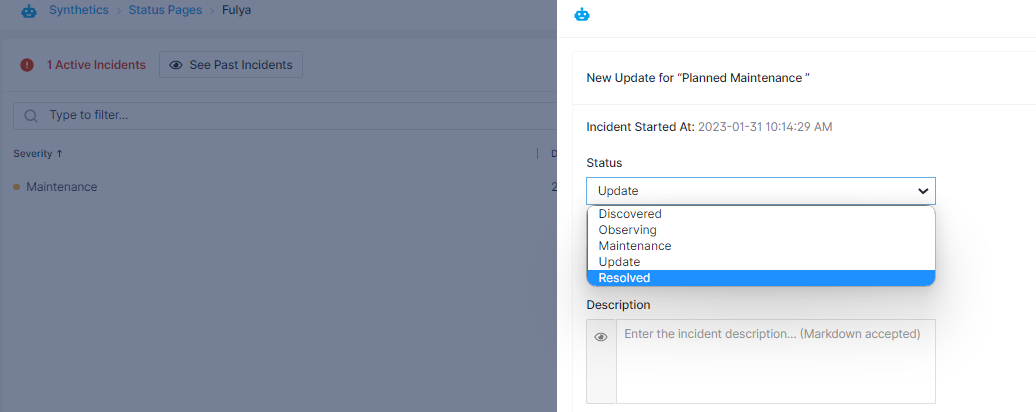 Synthetics > Status Pages > Fulya
1 Active Incidents
See Past Incidents
Type to filter...
Severity ↑
D
Maintenance
2
New Update for “Planned Maintenance ”
Incident Started At: 2023-01-31 10:14:29 AM
Status
Update
Discovered
Observing
Maintenance
Update
Resolved
Description
Enter the incident description... (Markdown accepted)